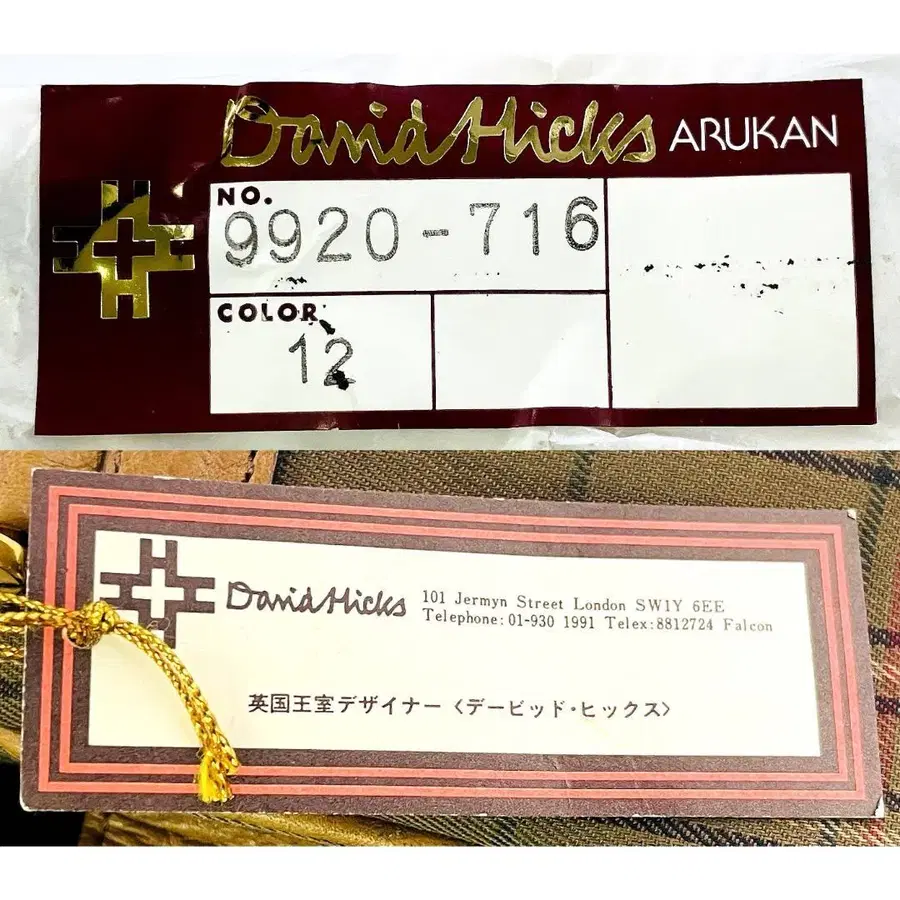 David Hicks ARUKAN
NO.
9920-716
COLOR
12
David Hicks
101 Jermyn Street London SW1Y 6EE
Telephone: 01-930 1991 Telex: 8812724 Falcon
英国王室デザイナー〈デービッド・ヒックス〉